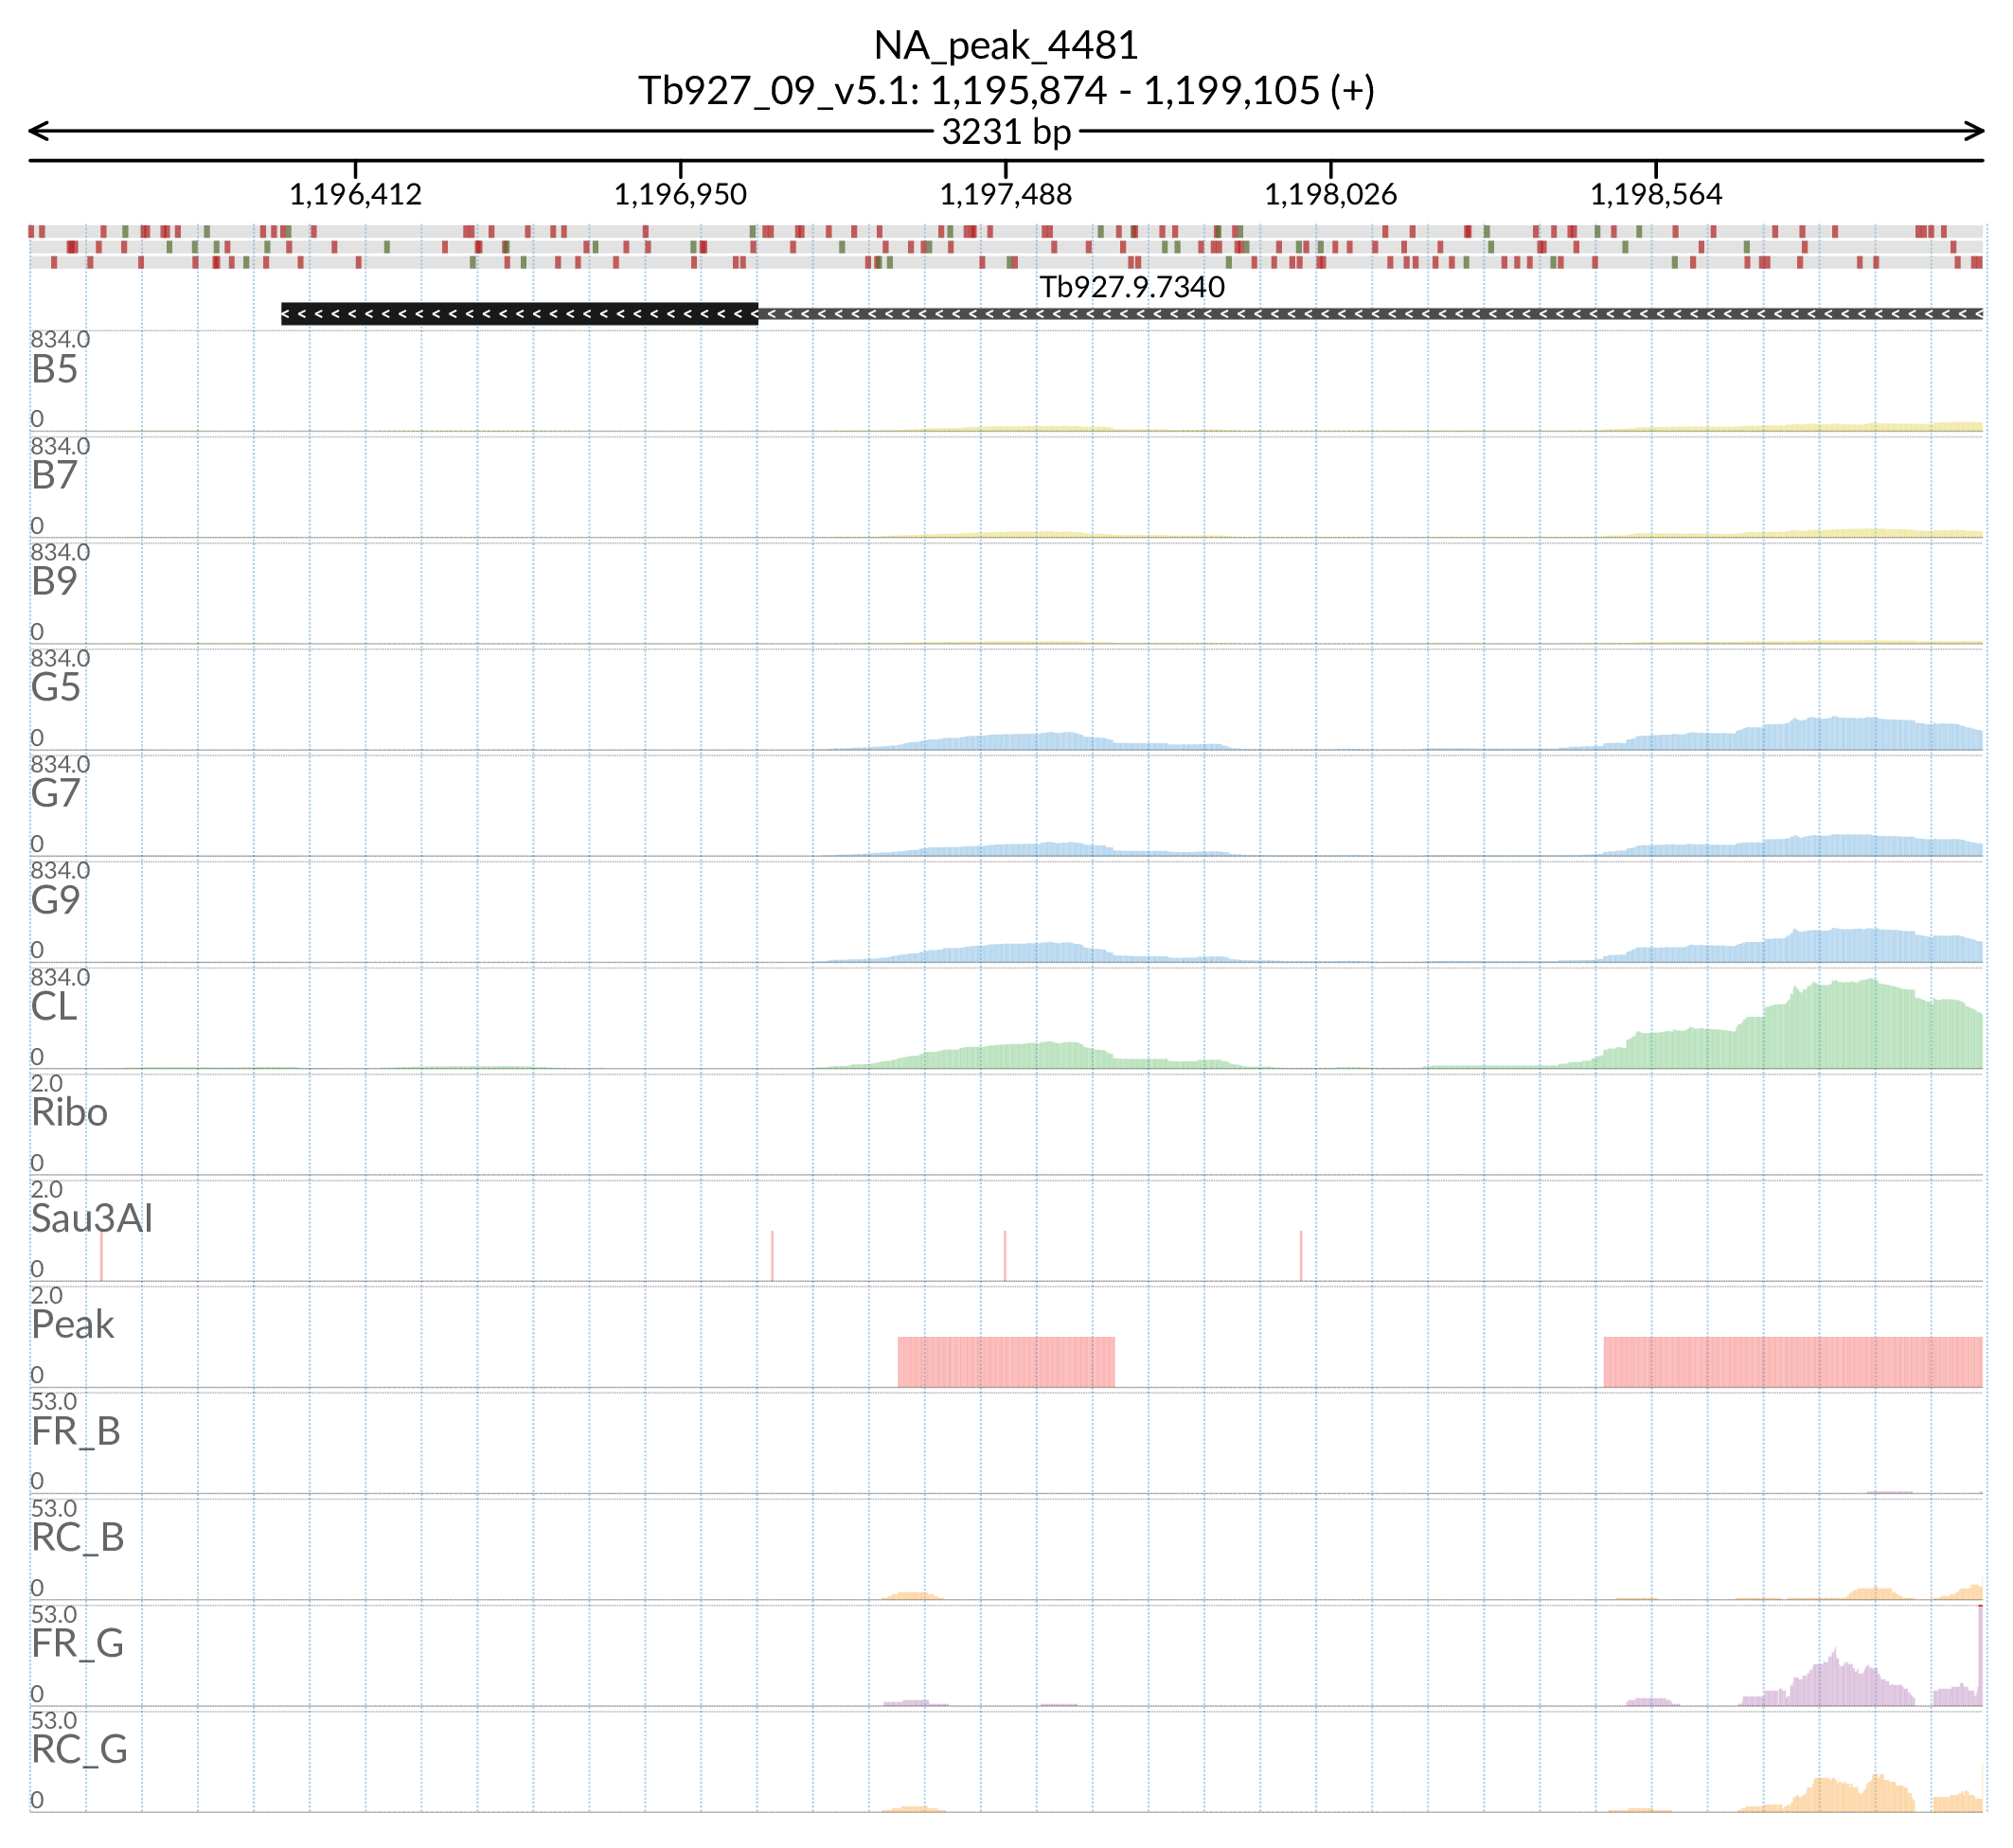 NA_peak_4481
Tb927_09_v5.1: 1,195,874 - 1,199,105 (+)
3231 bp
1,196,412 1,196,950 1,197,488 1,198,026 1,198,564
Tb927.9.7340
834.0
B5
0
834.0
B7
0
834.0
B9
0
834.0
G5
0
834.0
G7
0
834.0
G9
0
834.0
CL
0
2.0
Ribo
0
2.0
Sau3AI
0
2.0
Peak
0
53.0
FR_B
0
53.0
RC_B
0
53.0
FR_G
0
53.0
RC_G
0